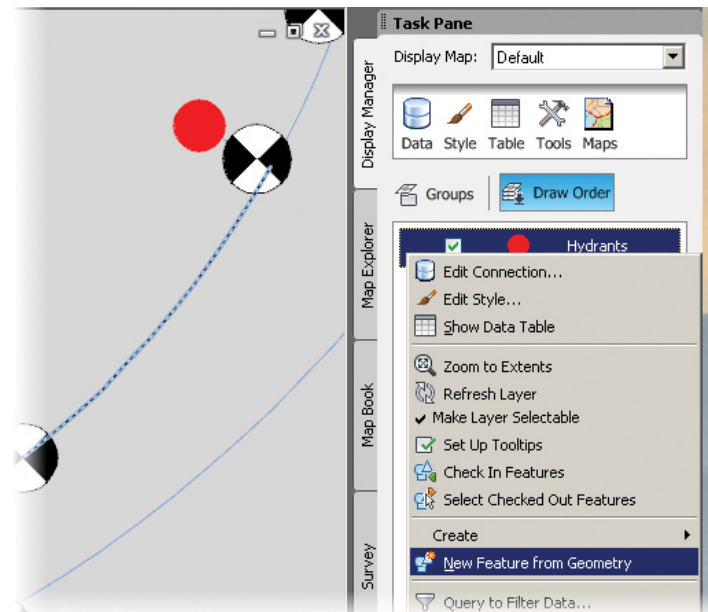 Task Pane
Display Map: Default
Data Style Table Tools Maps
Groups Draw Order
Hydrants
Edit Connection...
Edit Style...
Show Data Table
Zoom to Extents
Refresh Layer
Make Layer Selectable
Set Up Tooltips
Check In Features
Select Checked Out Features
Create
New Feature from Geometry
Query to Filter Data...
Display Manager
Map Explorer
Map Book
Survey